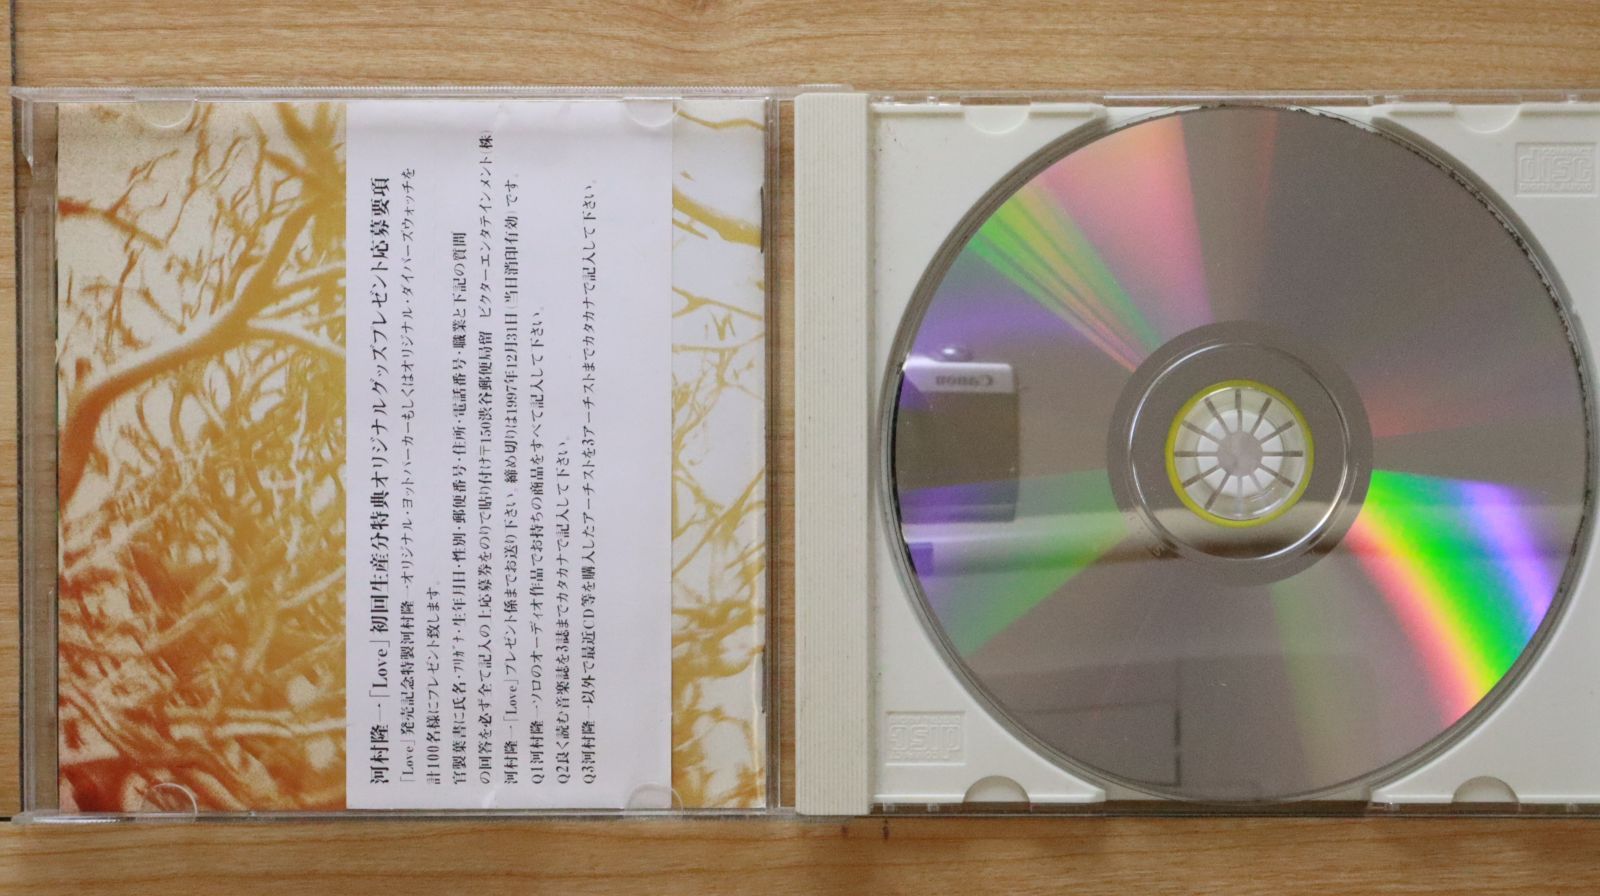 河村隆一「Love」初回生産分特典オリジナルグッズプレゼント応募要項
「Love」発売記念特製河村隆一オリジナル・ヨットパーカーもしくはオリジナル・ダイバーズウォッチを
計100名様にプレゼント致します。
官製葉書に氏名・フリガナ・生年月日・性別・郵便番号・住所・電話番号・職業と下記の質問
の回答を必ず全て記入の上応募券をのりで貼り付け〒150渋谷郵便局留 ビクターエンタテインメント(株)
河村隆一「Love」プレゼント係までお送り下さい。締め切りは1997年12月31日(当日消印有効)です。
Q1河村隆一ソロのオーディオ作品でお持ちの商品をすべて記入して下さい。
Q2良く読む音楽誌を3誌までカタカナで記入して下さい。
Q3河村隆一以外で最近CD等を購入したアーチストを3アーチストまでカタカナで記入して下さい。
Canon
disc
DIGITAL AUDIO
disc